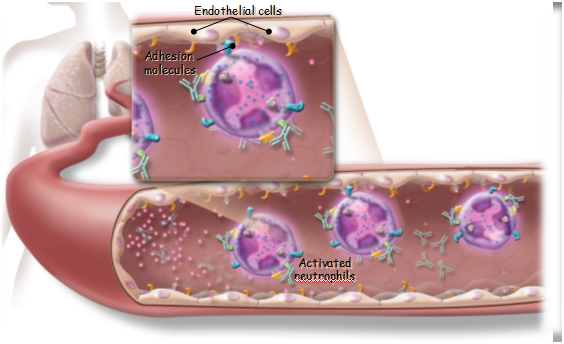 Endothelial cells
Adhesion
molecules
Activated
neutrophils